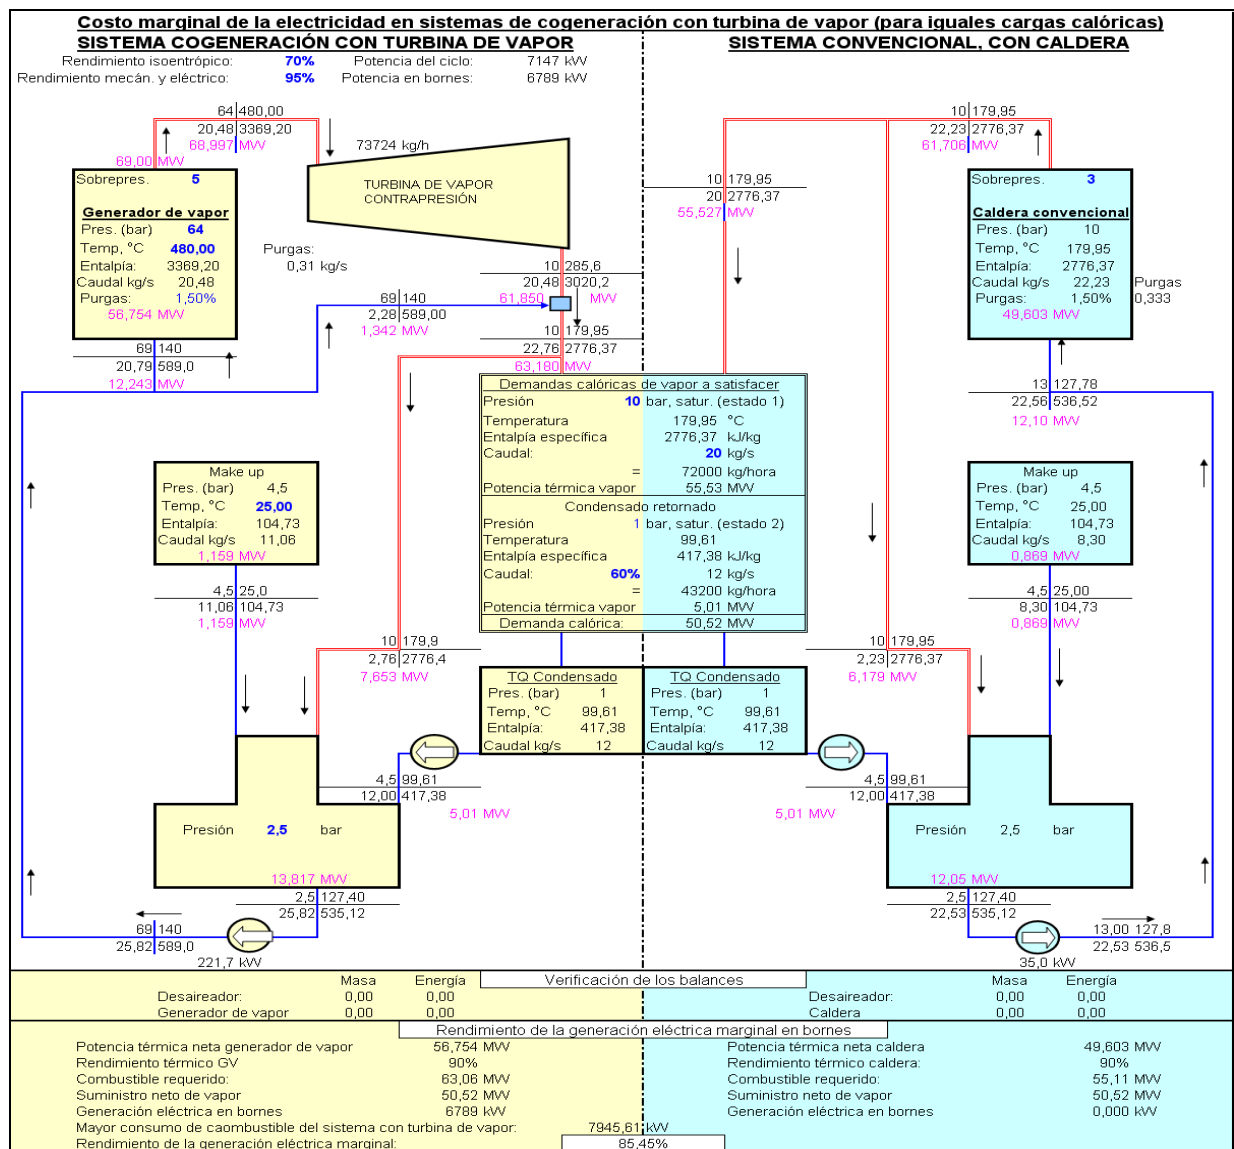 Costo marginal de la electricidad en sistemas de cogeneración con turbina de vapor (para iguales cargas calóricas)
SISTEMA COGENERACIÓN CON TURBINA DE VAPOR
SISTEMA CONVENCIONAL, CON CALDERA
Rendimiento isoentrópico: 70% Potencia del ciclo: 7147 kW
Rendimiento mecán. y eléctrico: 95% Potencia en bornes: 6789 kW
64 480,00
20,48 3369,20
68,997 MW
69,00 MW
73724 kg/h
TURBINA DE VAPOR
CONTRAPRESIÓN
Sobrepres. 5
Generador de vapor
Pres. (bar) 64
Temp, °C 480,00
Entalpía: 3369,20
Caudal kg/s 20,48
Purgas: 1,50%
56,754 MW
Purgas:
0,31 kg/s
69 140
20,79 589,0
12,243 MW
69 140
2,28 589,00
1,342 MW
10 285,6
20,48 3020,2
61,850 MW
10 179,95
22,76 2776,37
63,180 MW
10 179,95
20 2776,37
55,527 MW
10 179,95
22,23 2776,37
61,706 MW
Sobrepres. 3
Caldera convencional
Pres. (bar) 10
Temp, °C 179,95
Entalpía: 2776,37
Caudal kg/s 22,23
Purgas: 1,50%
49,603 MW
Purgas
0,333
13 127,78
22,56 536,52
12,10 MW
Demandas calóricas de vapor a satisfacer
Presión 10 bar, satur. (estado 1)
Temperatura 179,95 °C
Entalpía específica 2776,37 kJ/kg
Caudal: 20 kg/s
= 72000 kg/hora
Potencia térmica vapor 55,53 MW
Condensado retornado
Presión 1 bar, satur. (estado 2)
Temperatura 99,61
Entalpía específica 417,38 kJ/kg
Caudal: 60% 12 kg/s
= 43200 kg/hora
Potencia térmica vapor 5,01 MW
Demanda calórica: 50,52 MW
Make up
Pres. (bar) 4,5
Temp, °C 25,00
Entalpía: 104,73
Caudal kg/s 11,06
1,159 MW
4,5 25,0
11,06 104,73
1,159 MW
Make up
Pres. (bar) 4,5
Temp, °C 25,00
Entalpía: 104,73
Caudal kg/s 8,30
0,869 MW
4,5 25,00
8,30 104,73
0,869 MW
10 179,9
2,76 2776,4
7,653 MW
10 179,95
2,23 2776,37
6,179 MW
TQ Condensado
Pres. (bar) 1
Temp, °C 99,61
Entalpía: 417,38
Caudal kg/s 12
TQ Condensado
Pres. (bar) 1
Temp, °C 99,61
Entalpía: 417,38
Caudal kg/s 12
4,5 99,61
12,00 417,38
5,01 MW
4,5 99,61
12,00 417,38
5,01 MW
Presión 2,5 bar
13,817 MW
2,5 127,40
25,82 535,12
69 140
25,82 589,0
221,7 kW
Presión 2,5 bar
12,05 MW
2,5 127,40
22,53 535,12
13,00 127,8
22,53 536,5
35,0 kW
Verificación de los balances
Masa Energía
Desaireador: 0,00 0,00
Generador de vapor 0,00 0,00
Masa Energía
Desaireador: 0,00 0,00
Caldera 0,00 0,00
Rendimiento de la generación eléctrica marginal en bornes
Potencia térmica neta generador de vapor 56,754 MW
Rendimiento térmico GV 90%
Combustible requerido: 63,06 MW
Suministro neto de vapor 50,52 MW
Generación eléctrica en bornes 6789 kW
Potencia térmica neta caldera 49,603 MW
Rendimiento térmico caldera: 90%
Combustible requerido: 55,11 MW
Suministro neto de vapor 50,52 MW
Generación eléctrica en bornes 0,000 kW
Mayor consumo de caombustible del sistema con turbina de vapor: 7945,61 kW
Rendimiento de la generación eléctrica marginal: 85,45%